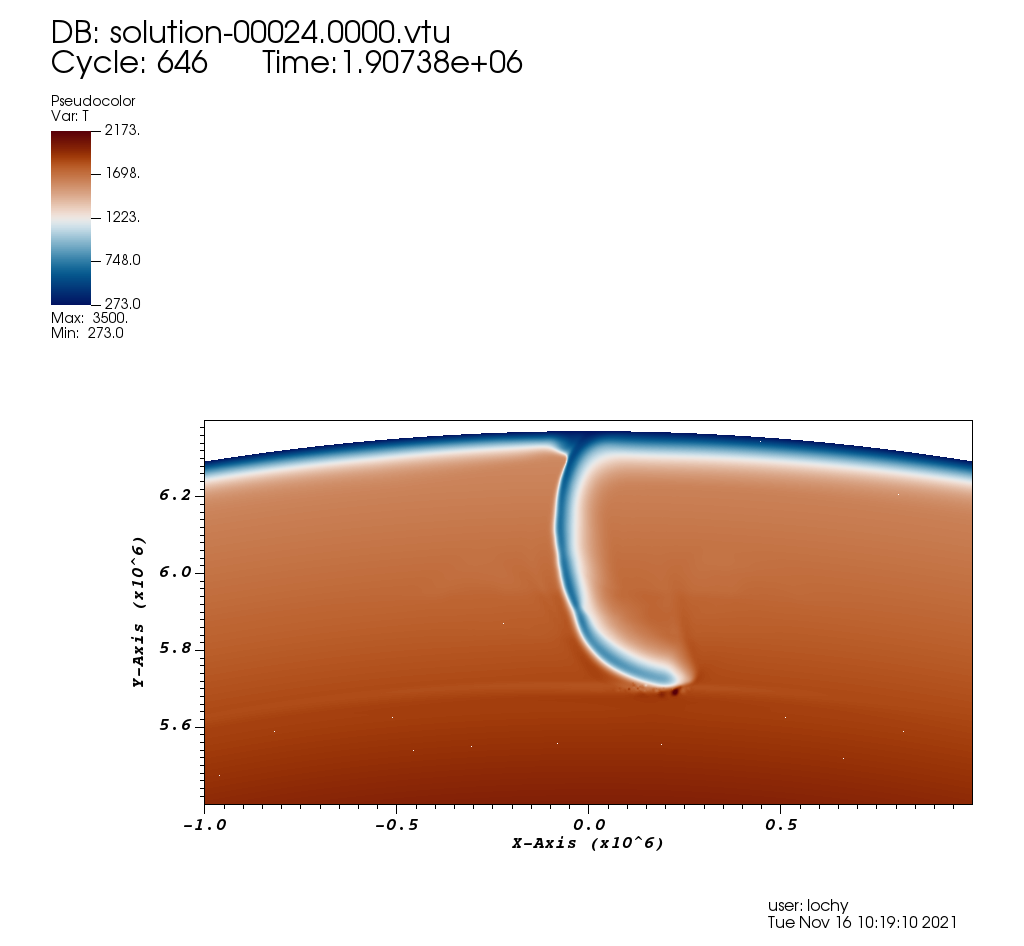 DB: solution-00024.0000.vtu
Cycle: 646 Time:1.90738e+06
Pseudocolor
Var: T
2173.
1698.
1223.
748.0
273.0
Max: 3500.
Min: 273.0
6.2
6.0
5.8
5.6
Y-Axis (x10^6)
-1.0 -0.5 0.0 0.5
X-Axis (x10^6)
user: lochy
Tue Nov 16 10:19:10 2021